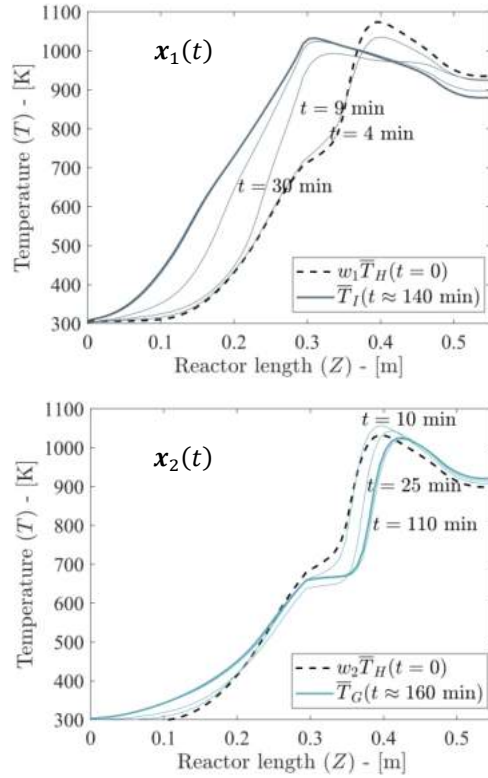 x₁(t)
Temperature (T) - [K]
1100
1000
900
800
700
600
500
400
300
t = 9 min
t = 4 min
t = 30 min
w₁T̅_H(t = 0)
T̅_I(t ≈ 140 min)
0 0.1 0.2 0.3 0.4 0.5
Reactor length (Z) - [m]
x₂(t)
Temperature (T) - [K]
1100
1000
900
800
700
600
500
400
300
t = 10 min
t = 25 min
t = 110 min
w₂T̅_H(t = 0)
T̅_G(t ≈ 160 min)
0 0.1 0.2 0.3 0.4 0.5
Reactor length (Z) - [m]